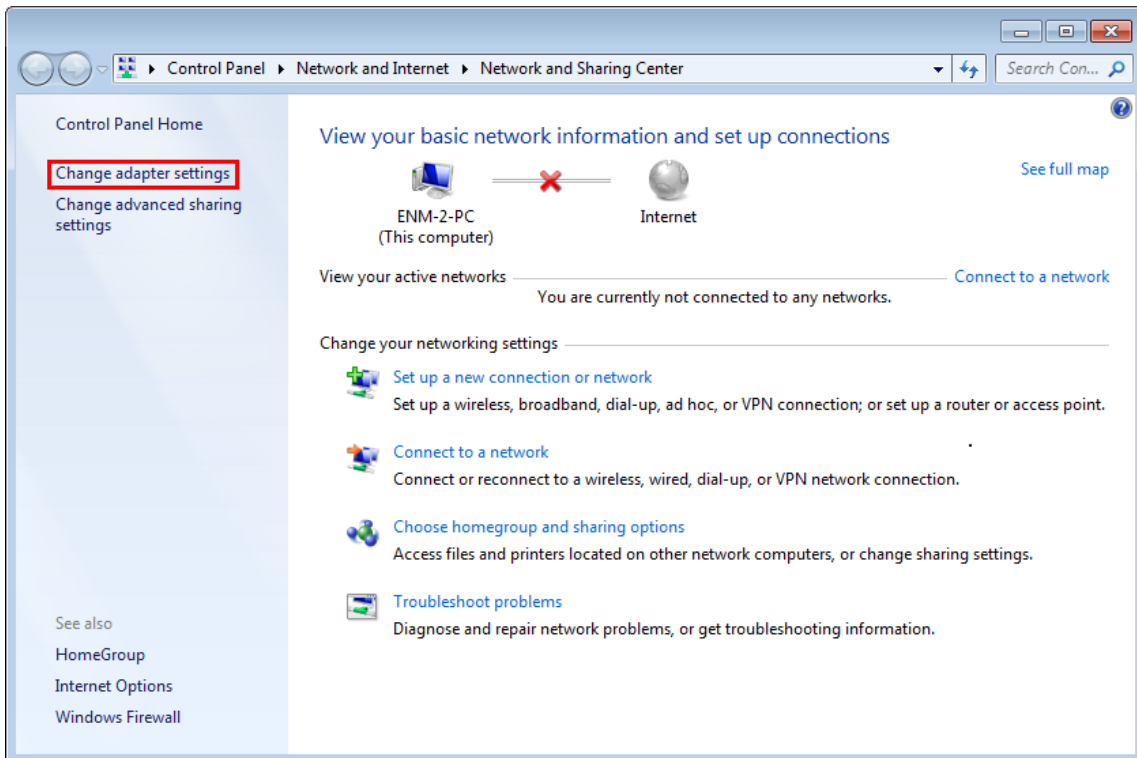 Control Panel ▸ Network and Internet ▸ Network and Sharing Center
Search Con...
Control Panel Home
Change adapter settings
Change advanced sharing
settings
See also
HomeGroup
Internet Options
Windows Firewall
View your basic network information and set up connections
See full map
ENM-2-PC
(This computer)
Internet
View your active networks
Connect to a network
You are currently not connected to any networks.
Change your networking settings
Set up a new connection or network
Set up a wireless, broadband, dial-up, ad hoc, or VPN connection; or set up a router or access point.
Connect to a network
Connect or reconnect to a wireless, wired, dial-up, or VPN network connection.
Choose homegroup and sharing options
Access files and printers located on other network computers, or change sharing settings.
Troubleshoot problems
Diagnose and repair network problems, or get troubleshooting information.